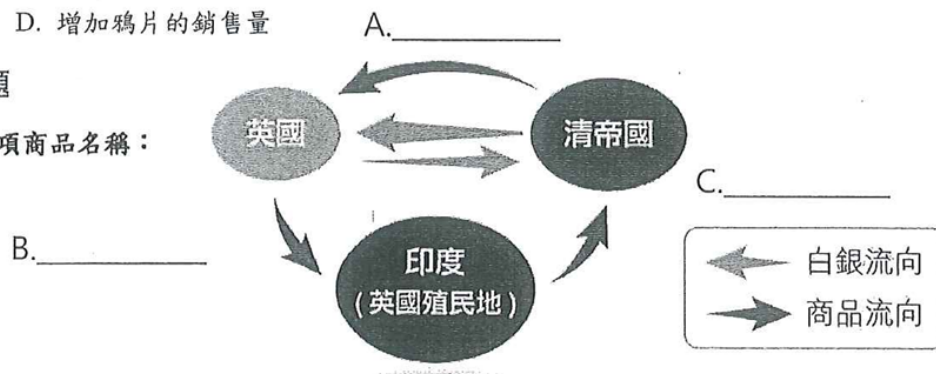 D. 增加鴉片的銷售量
A.
題
項商品名稱：
英國
清帝國
C.
B.
印度
（英國殖民地）
白銀流向
商品流向